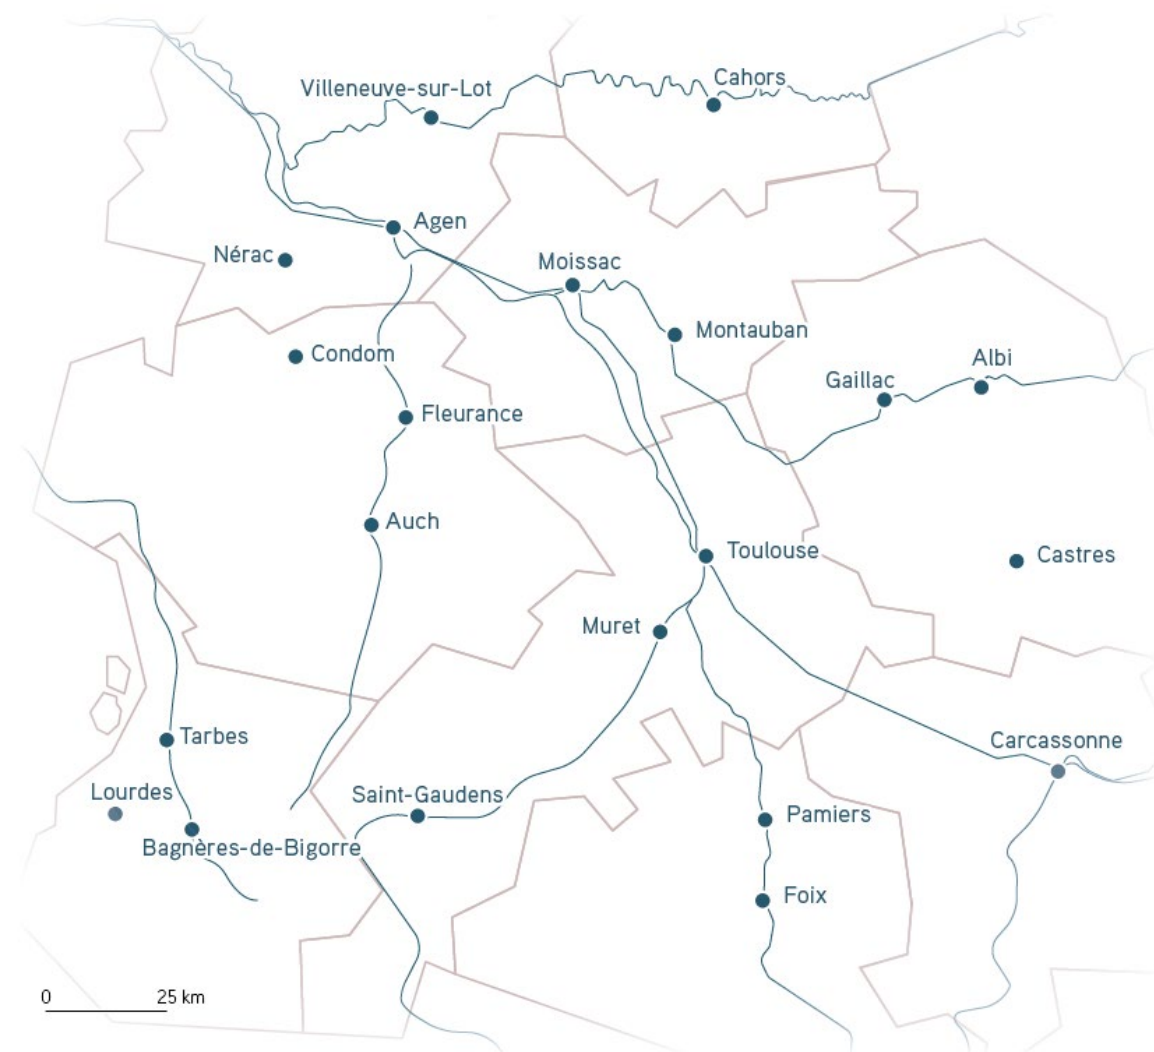 Cahors
Villeneuve-sur-Lot
Agen
Nérac
Moissac
Montauban
Condom
Albi
Gaillac
Fleurance
Auch
Toulouse
Castres
Muret
Tarbes
Carcassonne
Lourdes
Saint-Gaudens
Pamiers
Bagnères-de-Bigorre
Foix
0 25 km